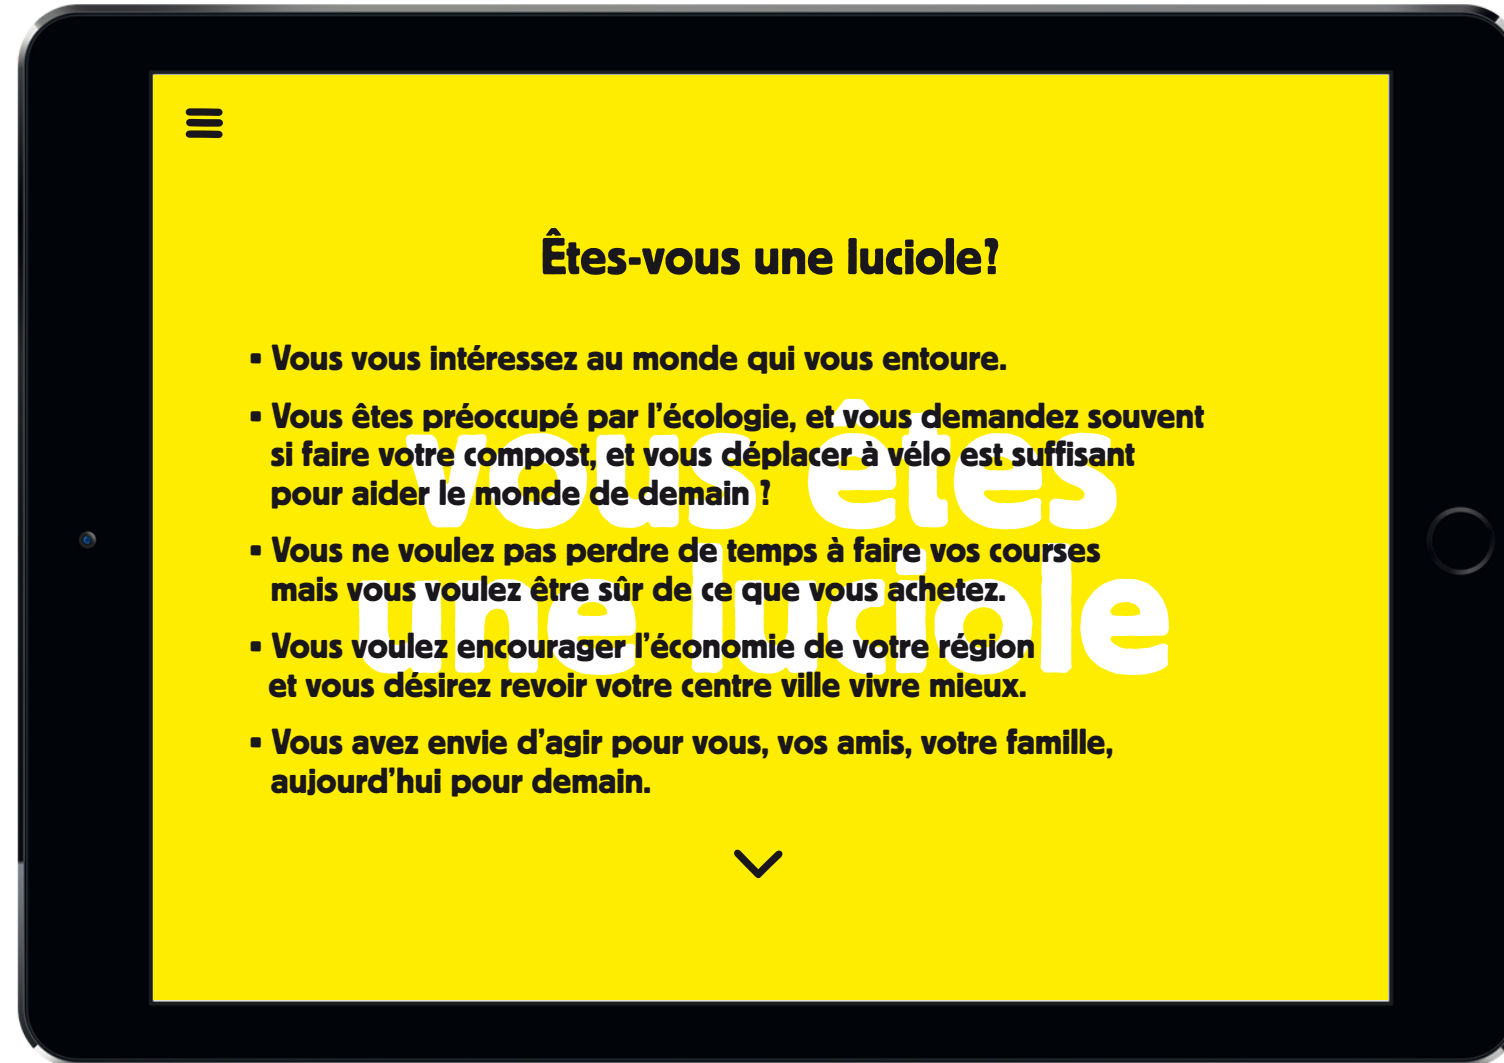 Êtes-vous une luciole?
▪ Vous vous intéressez au monde qui vous entoure.
▪ Vous êtes préoccupé par l'écologie, et vous demandez souvent
si faire votre compost, et vous déplacer à vélo est suffisant
pour aider le monde de demain ?
▪ Vous ne voulez pas perdre de temps à faire vos courses
mais vous voulez être sûr de ce que vous achetez.
▪ Vous voulez encourager l'économie de votre région
et vous désirez revoir votre centre ville vivre mieux.
▪ Vous avez envie d'agir pour vous, vos amis, votre famille,
aujourd'hui pour demain.
vous êtes
une luciole